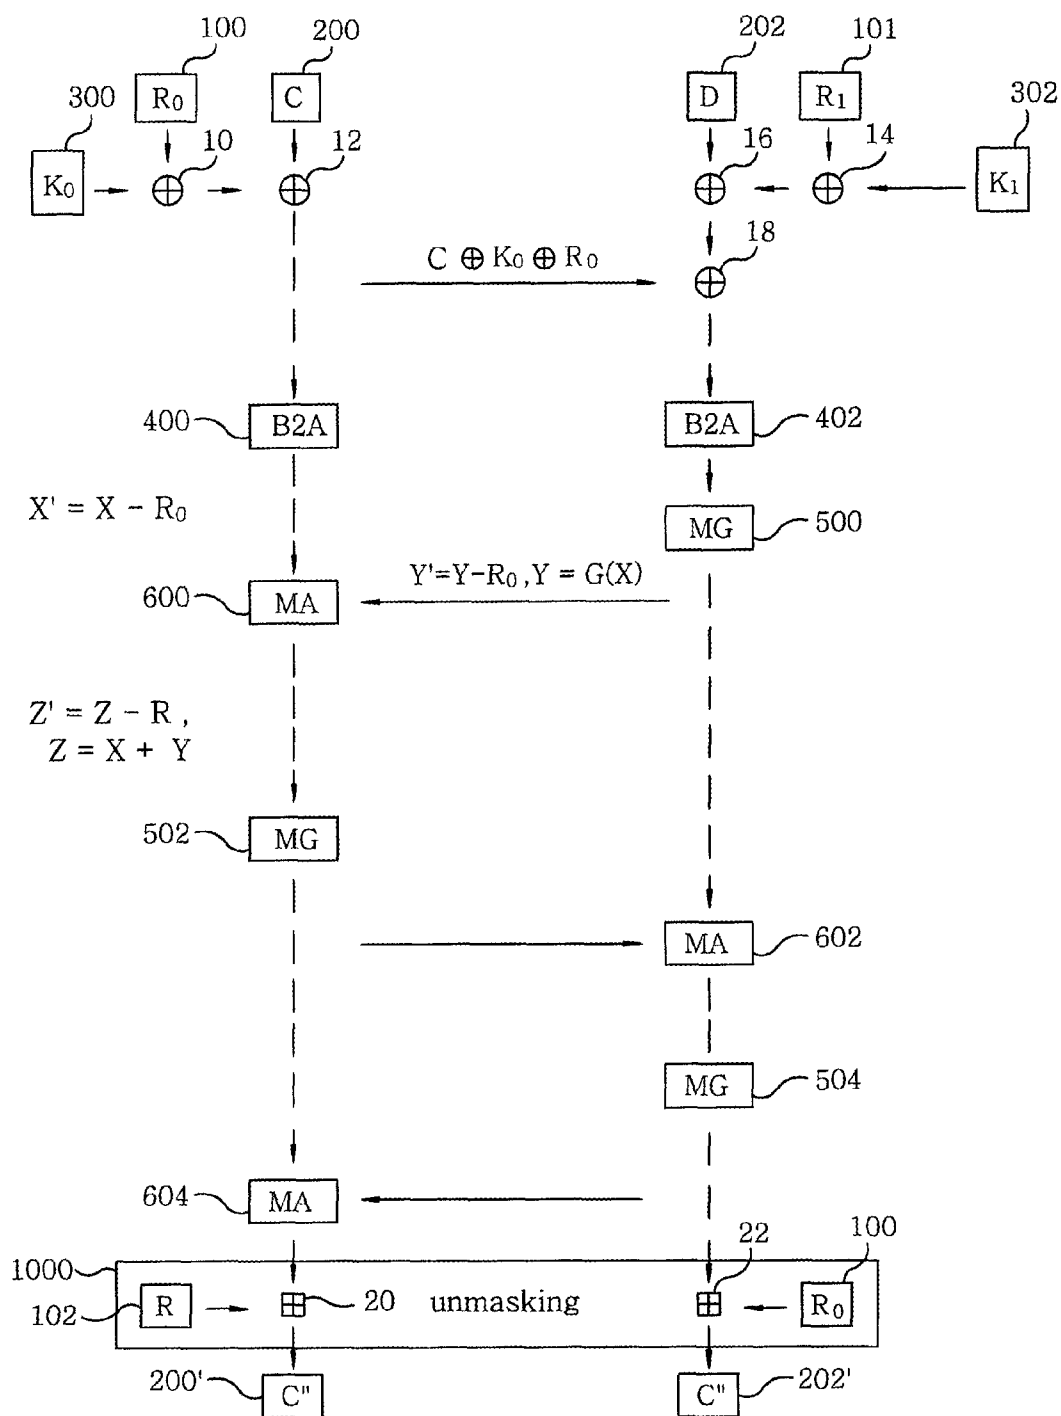 100 200 202 101
R₀ C D R₁
300 302
10 12 16 14
K₀ K₁
18
C ⊕ K₀ ⊕ R₀
400 B2A B2A 402
X' = X − R₀
MG 500
Y'=Y−R₀ , Y = G(X)
600 MA
Z' = Z − R ,
Z = X + Y
502 MG
MA 602
MG 504
604 MA
22 100
1000
102 R 20 unmasking R₀
200' C" C" 202'